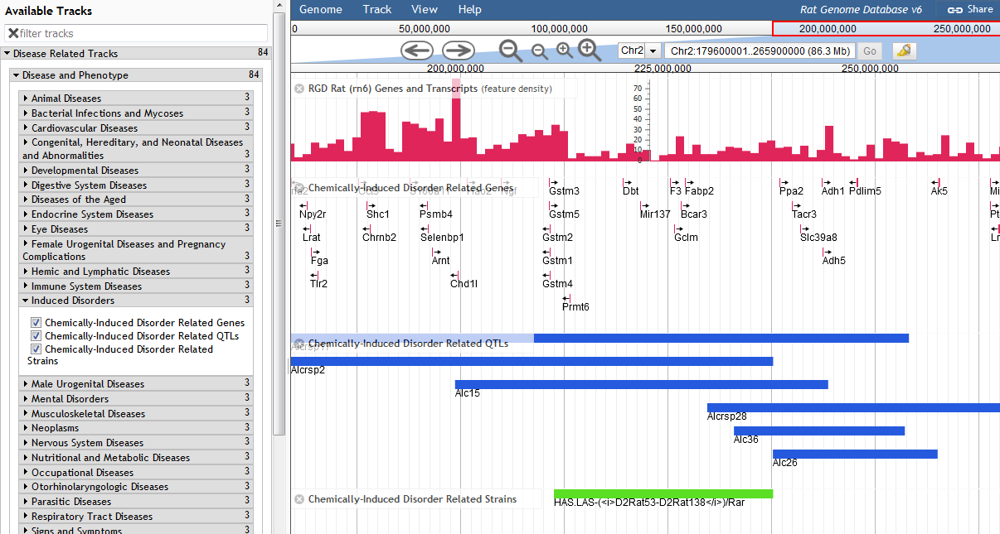 Available Tracks
filter tracks
Disease Related Tracks 84
Disease and Phenotype 84
Animal Diseases 3
Bacterial Infections and Mycoses 3
Cardiovascular Diseases 3
Congenital, Hereditary, and Neonatal Diseases
and Abnormalities 3
Developmental Diseases 3
Digestive System Diseases 3
Diseases of the Aged 3
Endocrine System Diseases 3
Eye Diseases 3
Female Urogenital Diseases and Pregnancy
Complications 3
Hemic and Lymphatic Diseases 3
Immune System Diseases 3
Induced Disorders 3
Chemically-Induced Disorder Related Genes
Chemically-Induced Disorder Related QTLs
Chemically-Induced Disorder Related
Strains
Male Urogenital Diseases 3
Mental Disorders 3
Musculoskeletal Diseases 3
Neoplasms 3
Nervous System Diseases 3
Nutritional and Metabolic Diseases 3
Occupational Diseases 3
Otorhinolaryngologic Diseases 3
Parasitic Diseases 3
Respiratory Tract Diseases 3
Signs and Symptoms 3
Genome Track View Help Rat Genome Database v6 Share
0 50,000,000 100,000,000 150,000,000 200,000,000 250,000,000
Chr2 Chr2:179600001..265900000 (86.3 Mb) Go
200,000,000 225,000,000 250,000,000
RGD Rat (rn6) Genes and Transcripts (feature density)
70
60
50
40
30
20
10
0
Chemically-Induced Disorder Related Genes
Gstm3 Dbt F3 Fabp2 Ppa2 Adh1 Pdlim5 Ak5 Mi
Npy2r Shc1 Psmb4 Gstm5 Mir137 Bcar3 Tacr3 Pt
Lrat Chrnb2 Selenbp1 Gstm2 Gclm Slc39a8 Lr
Fga Arnt Gstm1 Adh5
Tlr2 Chd1l Gstm4
Prmt6
Chemically-Induced Disorder Related QTLs
Alcrsp2
Alc15
Alcrsp28
Alc36
Alc26
Chemically-Induced Disorder Related Strains
HAS.LAS-(<i>D2Rat53-D2Rat138</i>)/Rar